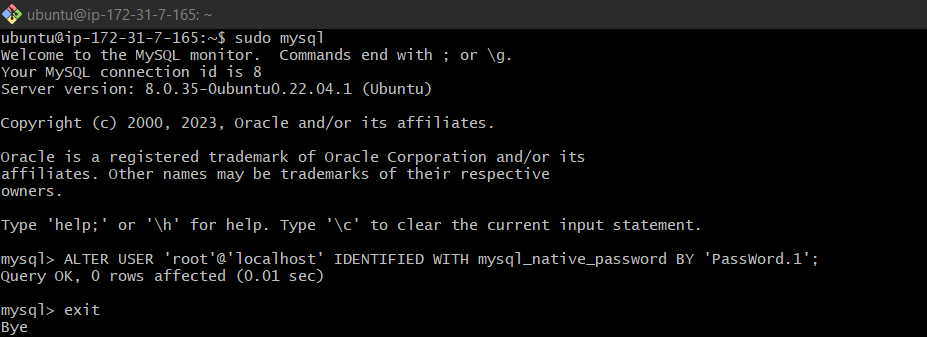 ubuntu@ip-172-31-7-165: ~
ubuntu@ip-172-31-7-165:~$ sudo mysql
Welcome to the MySQL monitor.  Commands end with ; or \g.
Your MySQL connection id is 8
Server version: 8.0.35-0ubuntu0.22.04.1 (Ubuntu)
Copyright (c) 2000, 2023, Oracle and/or its affiliates.
Oracle is a registered trademark of Oracle Corporation and/or its
affiliates. Other names may be trademarks of their respective
owners.
Type 'help;' or '\h' for help. Type '\c' to clear the current input statement.
mysql> ALTER USER 'root'@'localhost' IDENTIFIED WITH mysql_native_password BY 'PassWord.1';
Query OK, 0 rows affected (0.01 sec)
mysql> exit
Bye